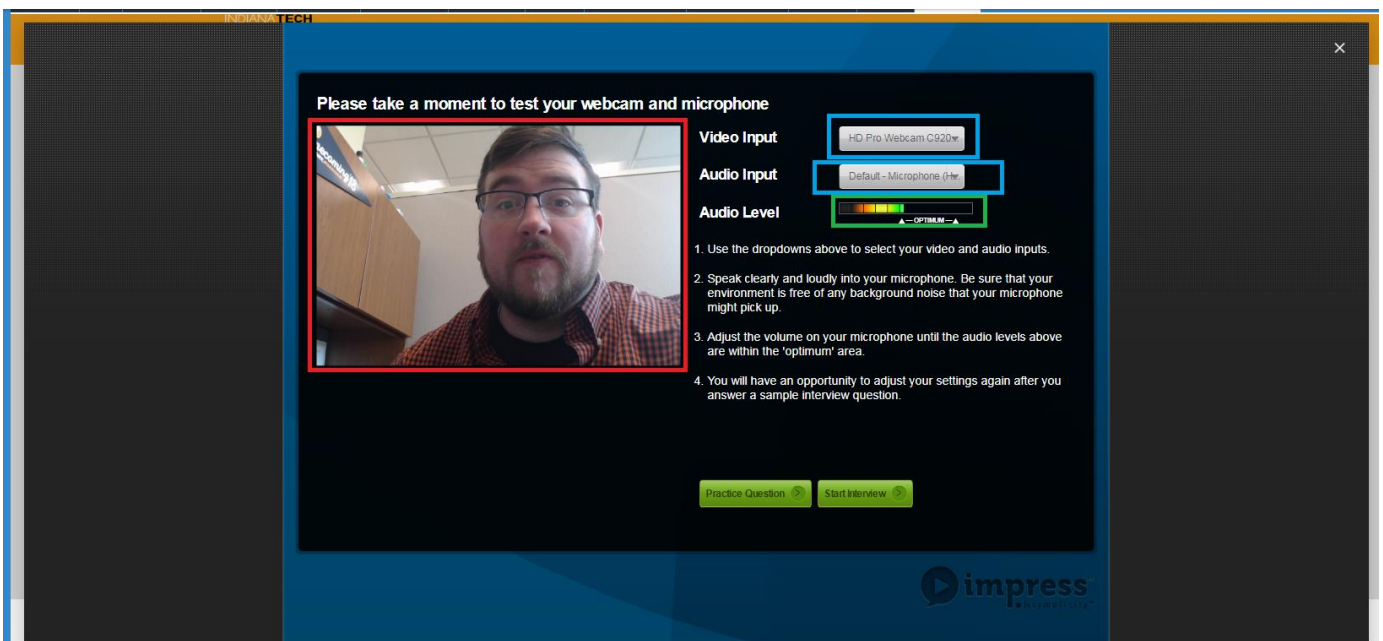 INDIANA TECH
×
Please take a moment to test your webcam and microphone
Video Input
HD Pro Webcam C920
Audio Input
Default - Microphone (H
Audio Level
OPTIMUM
1. Use the dropdowns above to select your video and audio inputs.
2. Speak clearly and loudly into your microphone. Be sure that your
environment is free of any background noise that your microphone
might pick up.
3. Adjust the volume on your microphone until the audio levels above
are within the 'optimum' area.
4. You will have an opportunity to adjust your settings again after you
answer a sample interview question.
Practice Question
Start Interview
impress